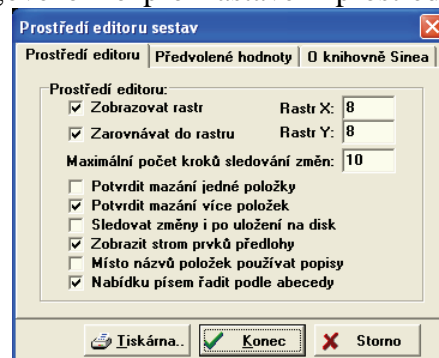 Prostředí editoru sestav
Prostředí editoru Předvolené hodnoty O knihovně Sinea
Prostředí editoru:
Zobrazovat rastr Rastr X: 8
Zarovnávat do rastru Rastr Y: 8
Maximální počet kroků sledování změn: 10
Potvrdit mazání jedné položky
Potvrdit mazání více položek
Sledovat změny i po uložení na disk
Zobrazit strom prvků předlohy
Místo názvů položek používat popisy
Nabídku písem řadit podle abecedy
Tiskárna.. Konec Storno